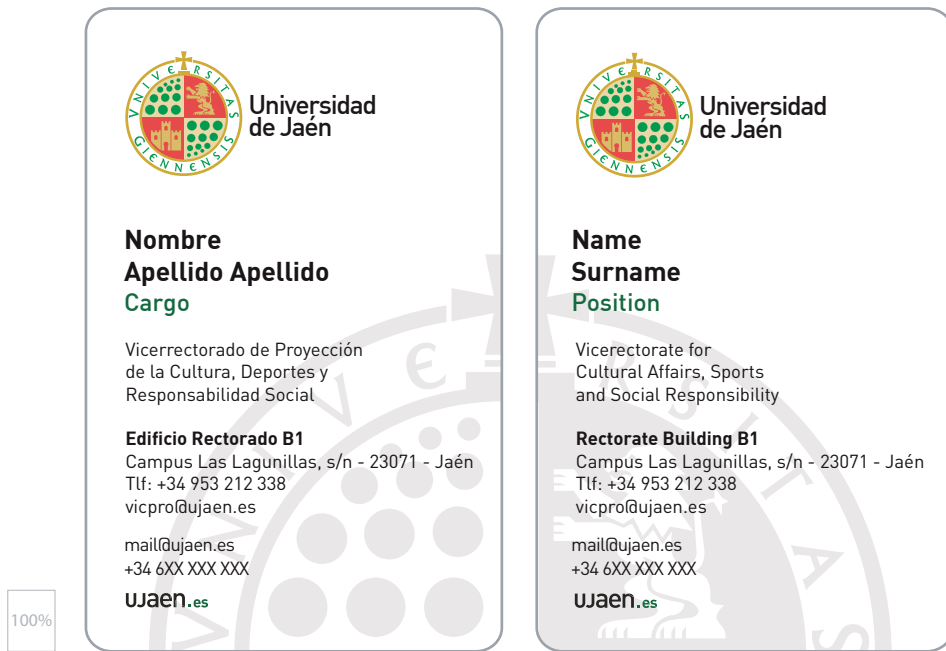 VNIVERSITAS GIENNENSIS
Universidad
de Jaén
Nombre
Apellido Apellido
Cargo
Vicerrectorado de Proyección
de la Cultura, Deportes y
Responsabilidad Social
Edificio Rectorado B1
Campus Las Lagunillas, s/n - 23071 - Jaén
Tlf: +34 953 212 338
vicpro@ujaen.es
mail@ujaen.es
+34 6XX XXX XXX
ujaen.es
VNIVERSITAS GIENNENSIS
Universidad
de Jaén
Name
Surname
Position
Vicerectorate for
Cultural Affairs, Sports
and Social Responsibility
Rectorate Building B1
Campus Las Lagunillas, s/n - 23071 - Jaén
Tlf: +34 953 212 338
vicpro@ujaen.es
mail@ujaen.es
+34 6XX XXX XXX
ujaen.es
VNIVERSITAS
100%